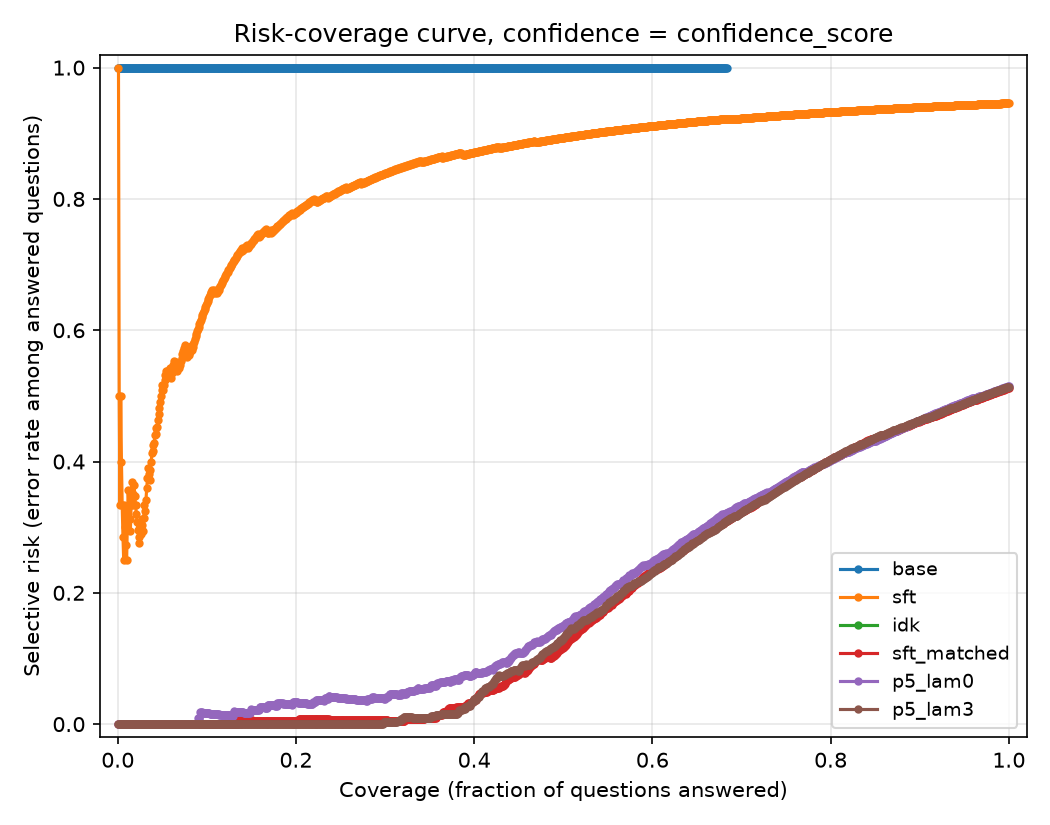 Risk-coverage curve, confidence = confidence_score
Selective risk (error rate among answered questions)
1.0
0.8
0.6
0.4
0.2
0.0
0.0
0.2
0.4
0.6
0.8
1.0
Coverage (fraction of questions answered)
base
sft
idk
sft_matched
p5_lam0
p5_lam3